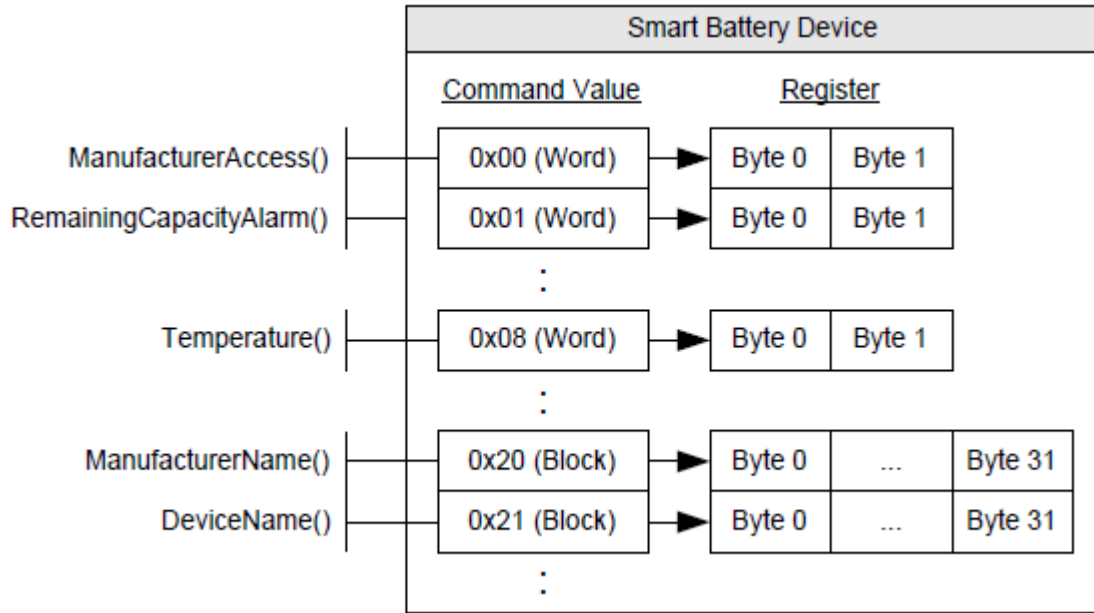 Smart Battery Device
Command Value Register
ManufacturerAccess() 0x00 (Word) Byte 0 Byte 1
RemainingCapacityAlarm() 0x01 (Word) Byte 0 Byte 1
:
Temperature() 0x08 (Word) Byte 0 Byte 1
:
ManufacturerName() 0x20 (Block) Byte 0 ... Byte 31
DeviceName() 0x21 (Block) Byte 0 ... Byte 31
: